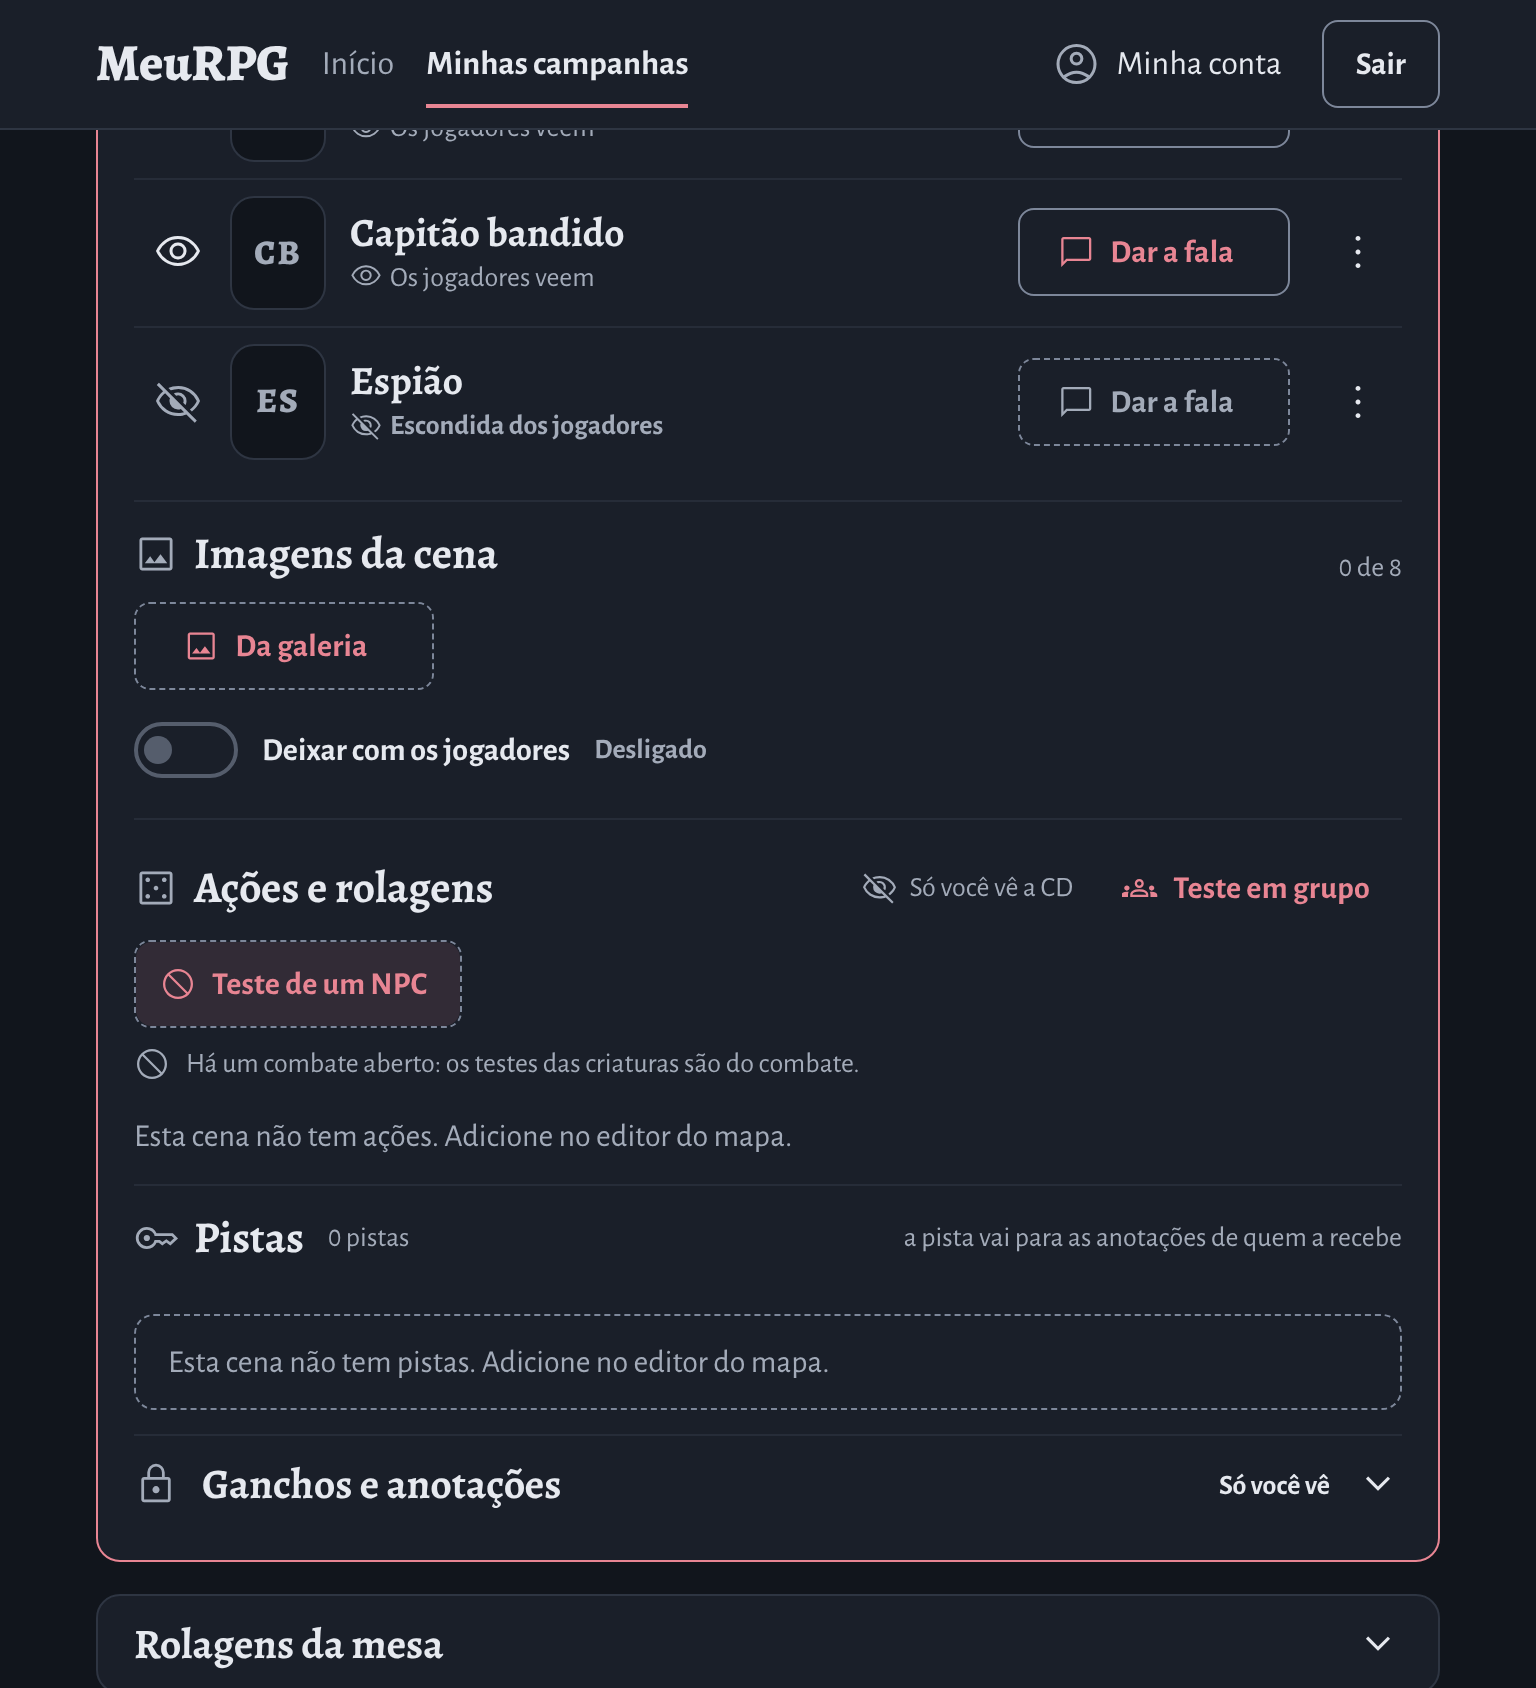 MeuRPG Início Minhas campanhas Minha conta Sair
Os jogadores veem
CB Capitão bandido Dar a fala
Os jogadores veem
ES Espião Dar a fala
Escondida dos jogadores
Imagens da cena 0 de 8
Da galeria
Deixar com os jogadores Desligado
Ações e rolagens Só você vê a CD Teste em grupo
Teste de um NPC
Há um combate aberto: os testes das criaturas são do combate.
Esta cena não tem ações. Adicione no editor do mapa.
Pistas 0 pistas a pista vai para as anotações de quem a recebe
Esta cena não tem pistas. Adicione no editor do mapa.
Ganchos e anotações Só você vê
Rolagens da mesa